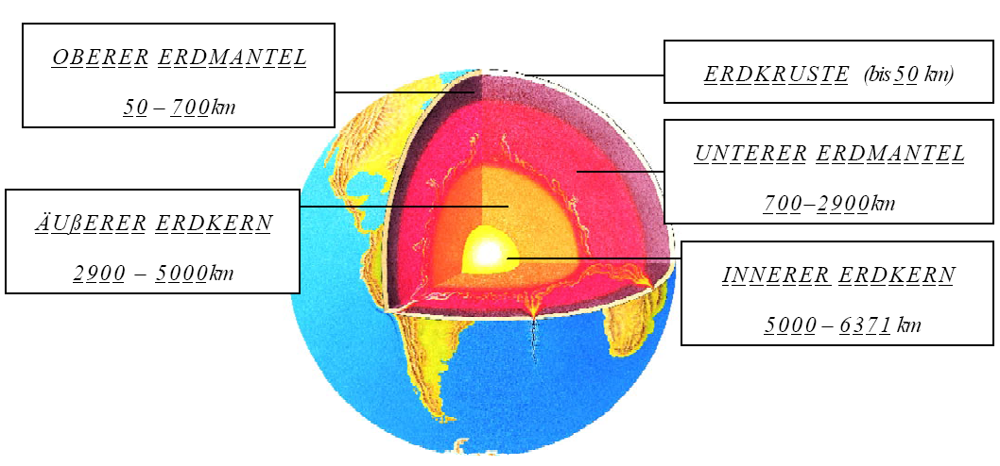 OBERER ERDMANTEL
50 – 700km
ERDKRUSTE (bis 50 km)
UNTERER ERDMANTEL
700–2900km
ÄUßERER ERDKERN
2900 – 5000km
INNERER ERDKERN
5000 – 6371 km